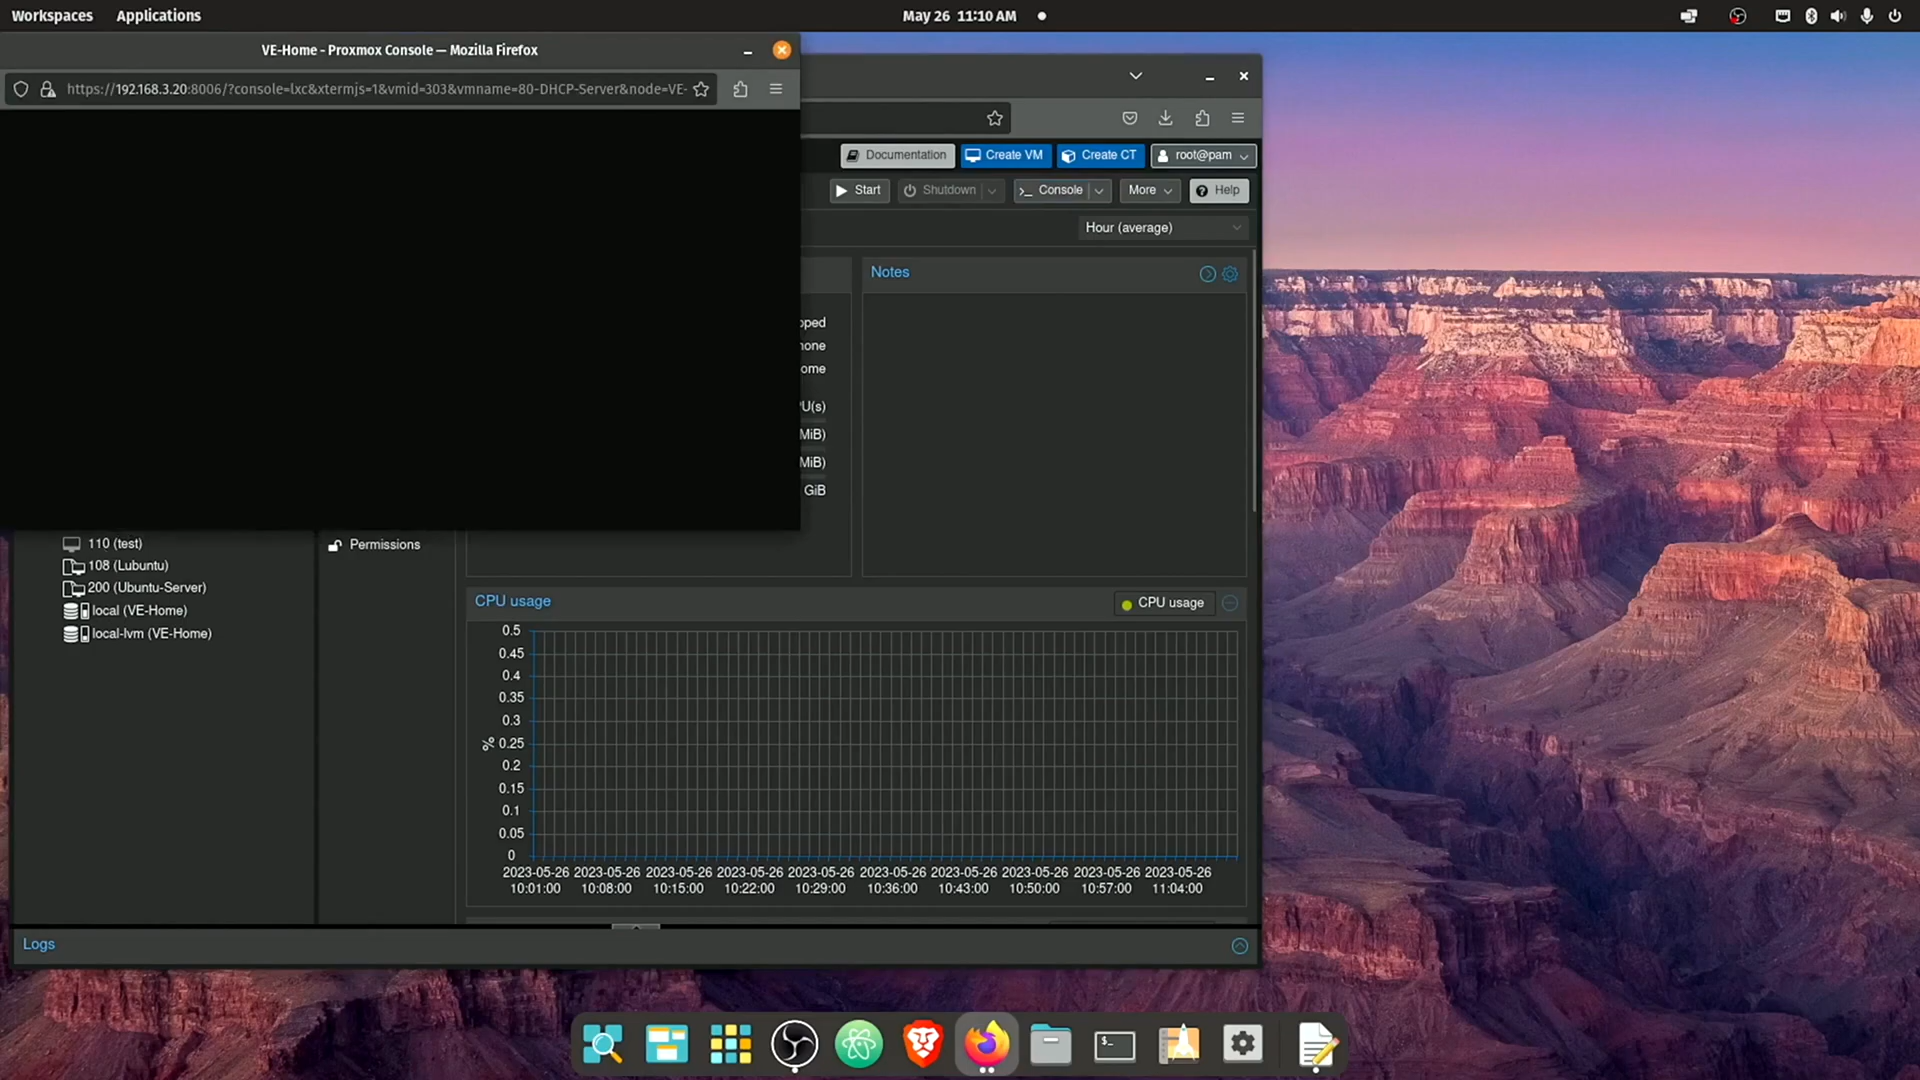 Workspaces Applications May 26 11:10 AM
VE-Home - Proxmox Console — Mozilla Firefox
https://192.168.3.20:8006/?console=lxc&xtermjs=1&vmid=303&vmname=80-DHCP-Server&node=VE-
Documentation Create VM Create CT root@pam
Start Shutdown >_ Console More Help
Hour (average)
Notes
pped
none
ome
U(s)
MiB)
MiB)
GiB
110 (test)
108 (Lubuntu)
200 (Ubuntu-Server)
local (VE-Home)
local-lvm (VE-Home)
Permissions
CPU usage CPU usage
0.5
0.45
0.4
0.35
0.3
% 0.25
0.2
0.15
0.1
0.05
0
2023-05-26 2023-05-26 2023-05-26 2023-05-26 2023-05-26 2023-05-26 2023-05-26 2023-05-26 2023-05-26 2023-05-26
10:01:00 10:08:00 10:15:00 10:22:00 10:29:00 10:36:00 10:43:00 10:50:00 10:57:00 11:04:00
Logs
$_